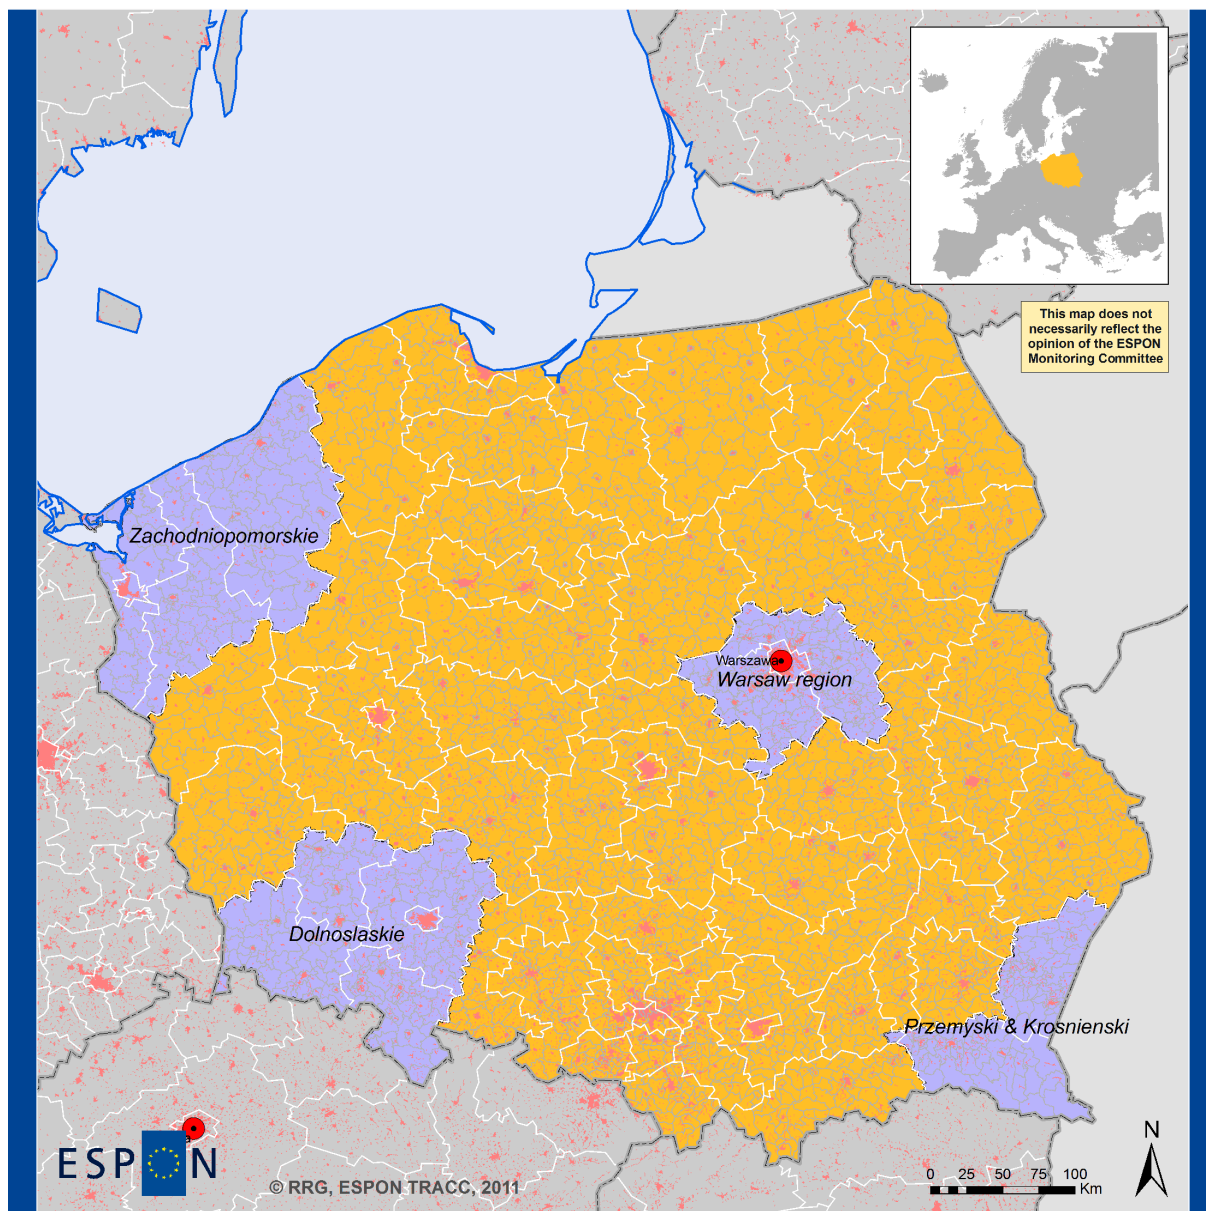 This map does not
necessarily reflect the
opinion of the ESPON
Monitoring Committee
Zachodniopomorskie
Warszawa
Warsaw region
Dolnoslaskie
Przemyski & Krosnienski
a
ESPON
© RRG, ESPON TRACC, 2011
0 25 50 75 100
Km
N